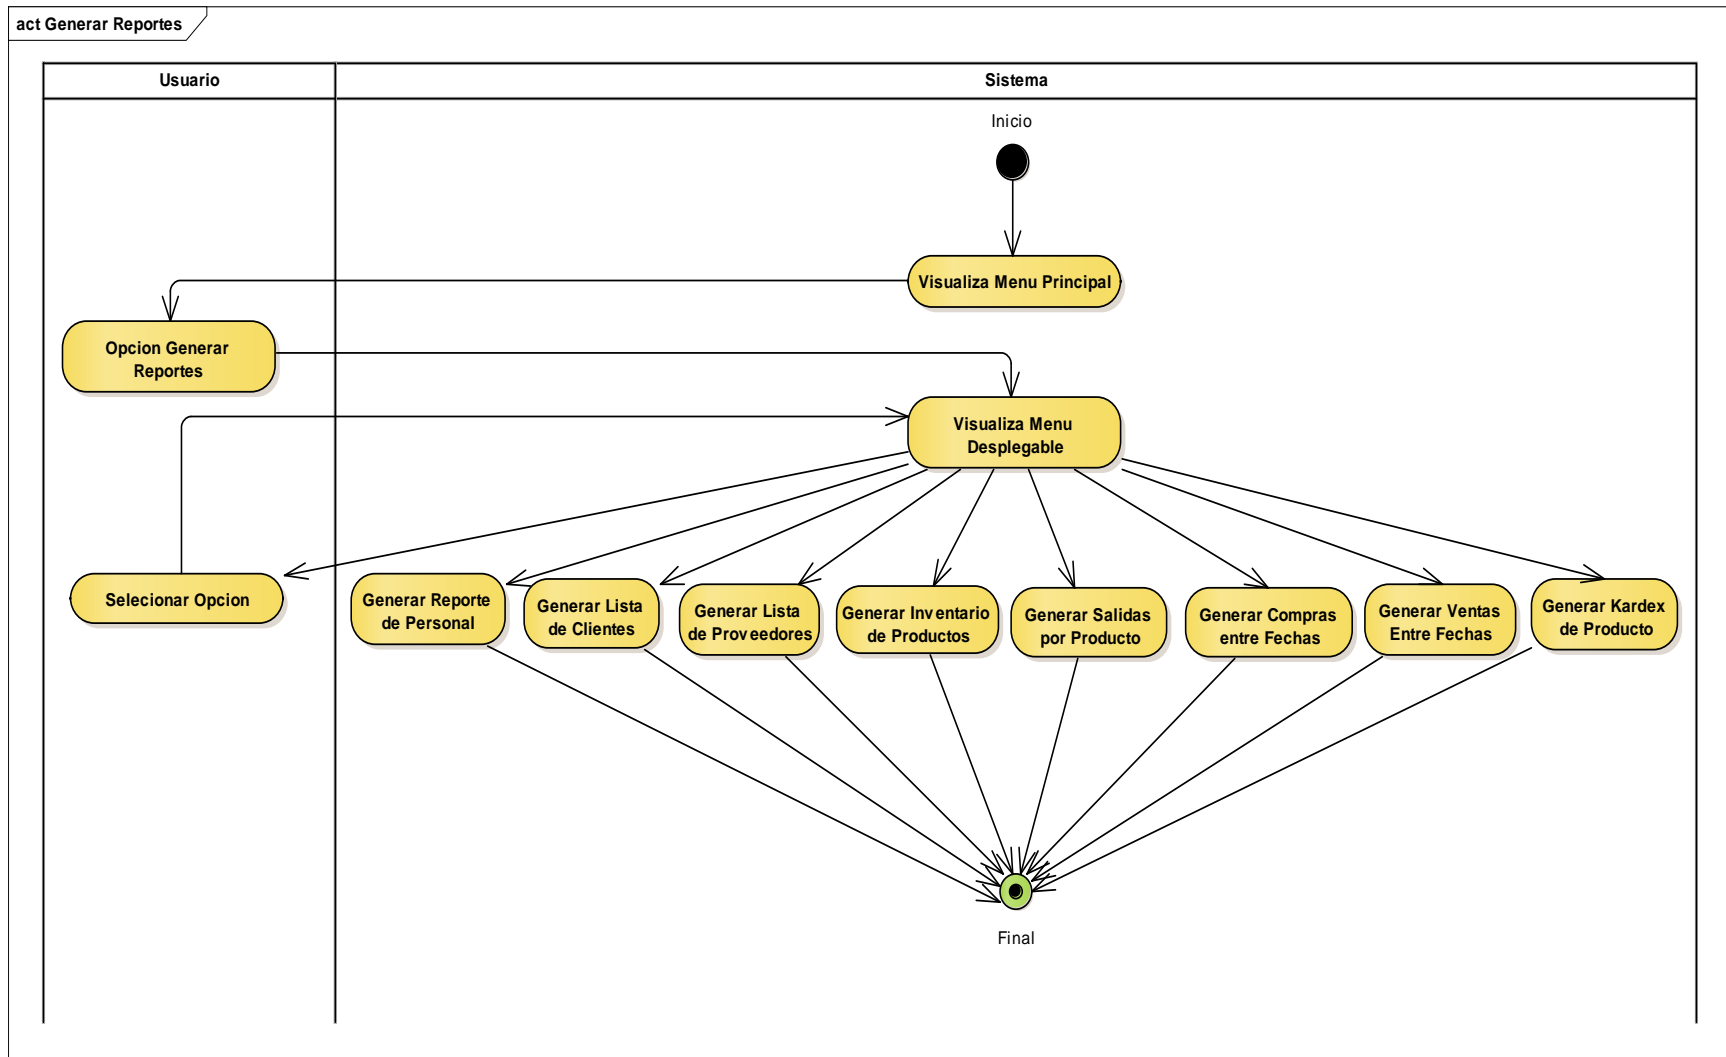 act Generar Reportes
Usuario
Sistema
Inicio
Visualiza Menu Principal
Opcion Generar
Reportes
Visualiza Menu
Desplegable
Selecionar Opcion
Generar Reporte
de Personal
Generar Lista
de Clientes
Generar Lista
de Proveedores
Generar Inventario
de Productos
Generar Salidas
por Producto
Generar Compras
entre Fechas
Generar Ventas
Entre Fechas
Generar Kardex
de Producto
Final